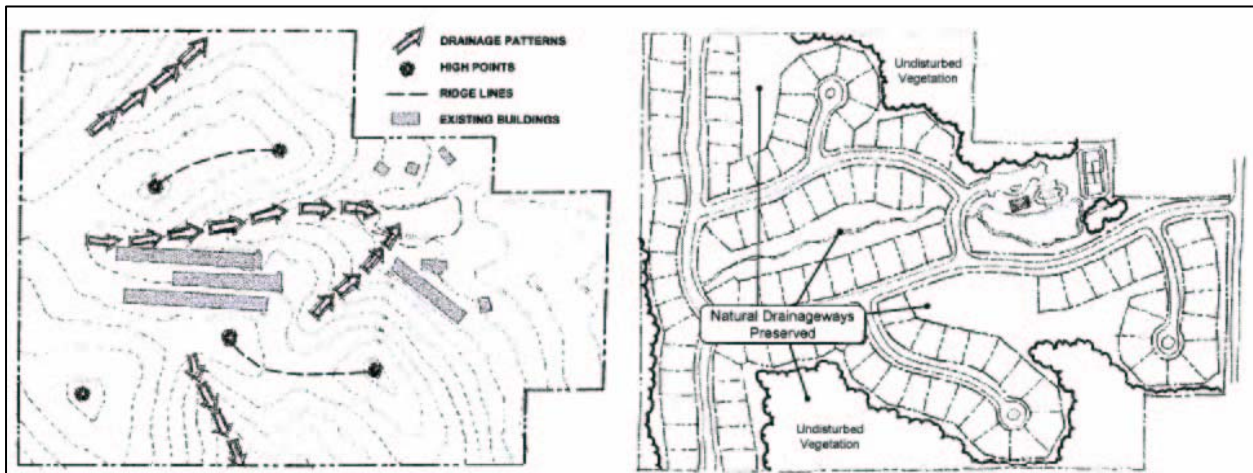 DRAINAGE PATTERNS
HIGH POINTS
RIDGE LINES
EXISTING BUILDINGS
Undisturbed
Vegetation
Natural Drainageways
Preserved
Undisturbed
Vegetation